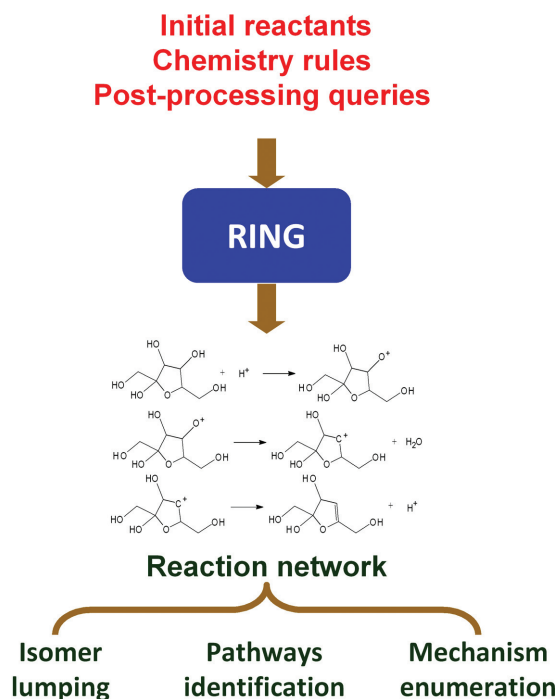 Initial reactants
Chemistry rules
Post-processing queries
RING
HO
OH
HO
HO
O
OH
+ H⁺
HO
O⁺
HO
HO
O
OH
HO
O⁺
HO
HO
O
OH
HO
C⁺
HO
HO
O
OH
+ H₂O
HO
C⁺
HO
HO
O
OH
HO
HO
HO
O
OH
+ H⁺
Reaction network
Isomer lumping
Pathways identification
Mechanism enumeration